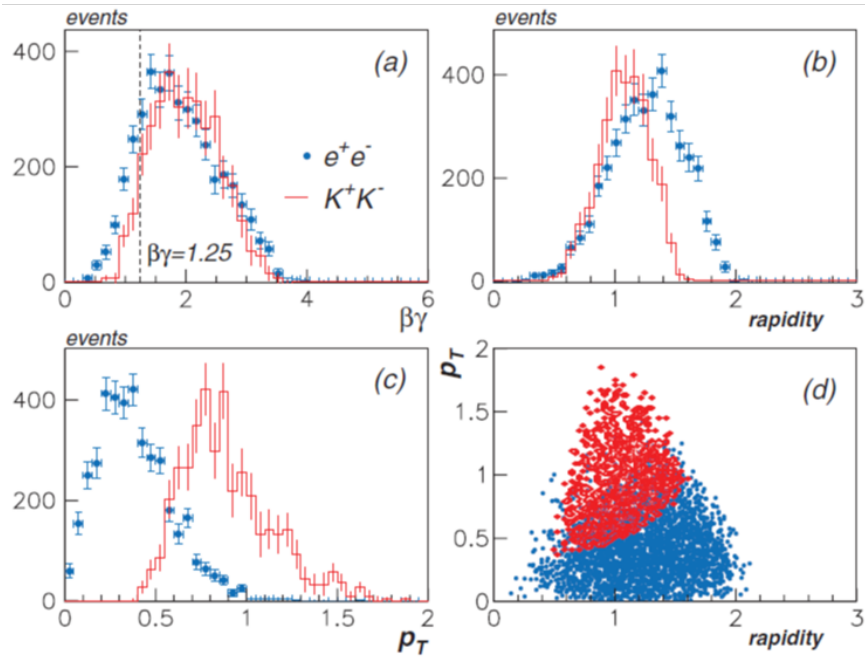 events
400
200
0
(a)
e⁺e⁻
K⁺K⁻
βγ=1.25
0 2 4 6
βγ
events
400
200
0
(b)
0 1 2 3
rapidity
events
400
200
0
(c)
0 0.5 1 1.5 2
p_T
p_T
2
1.5
1
0.5
0
(d)
0 1 2 3
rapidity